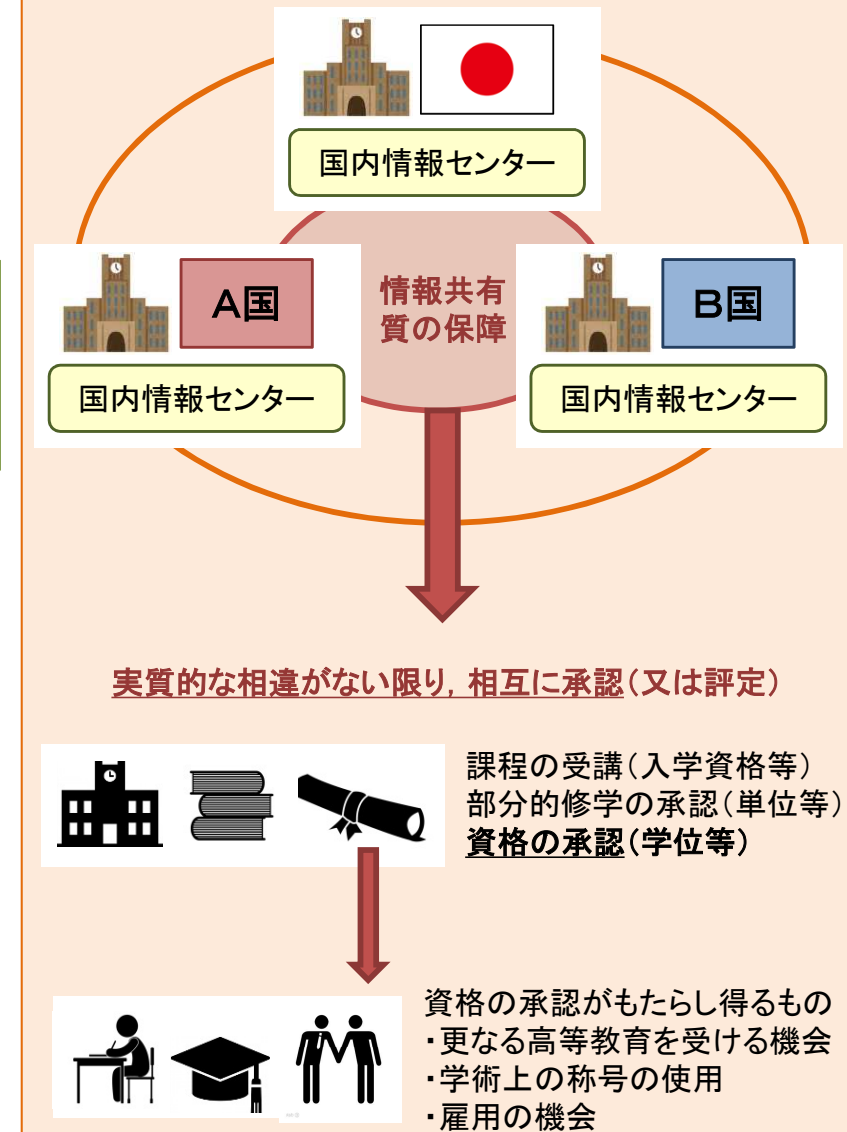 国内情報センター
A国
情報共有
質の保障
B国
国内情報センター
国内情報センター
実質的な相違がない限り，相互に承認（又は評定）
課程の受講（入学資格等）
部分的修学の承認（単位等）
資格の承認（学位等）
資格の承認がもたらし得るもの
・更なる高等教育を受ける機会
・学術上の称号の使用
・雇用の機会